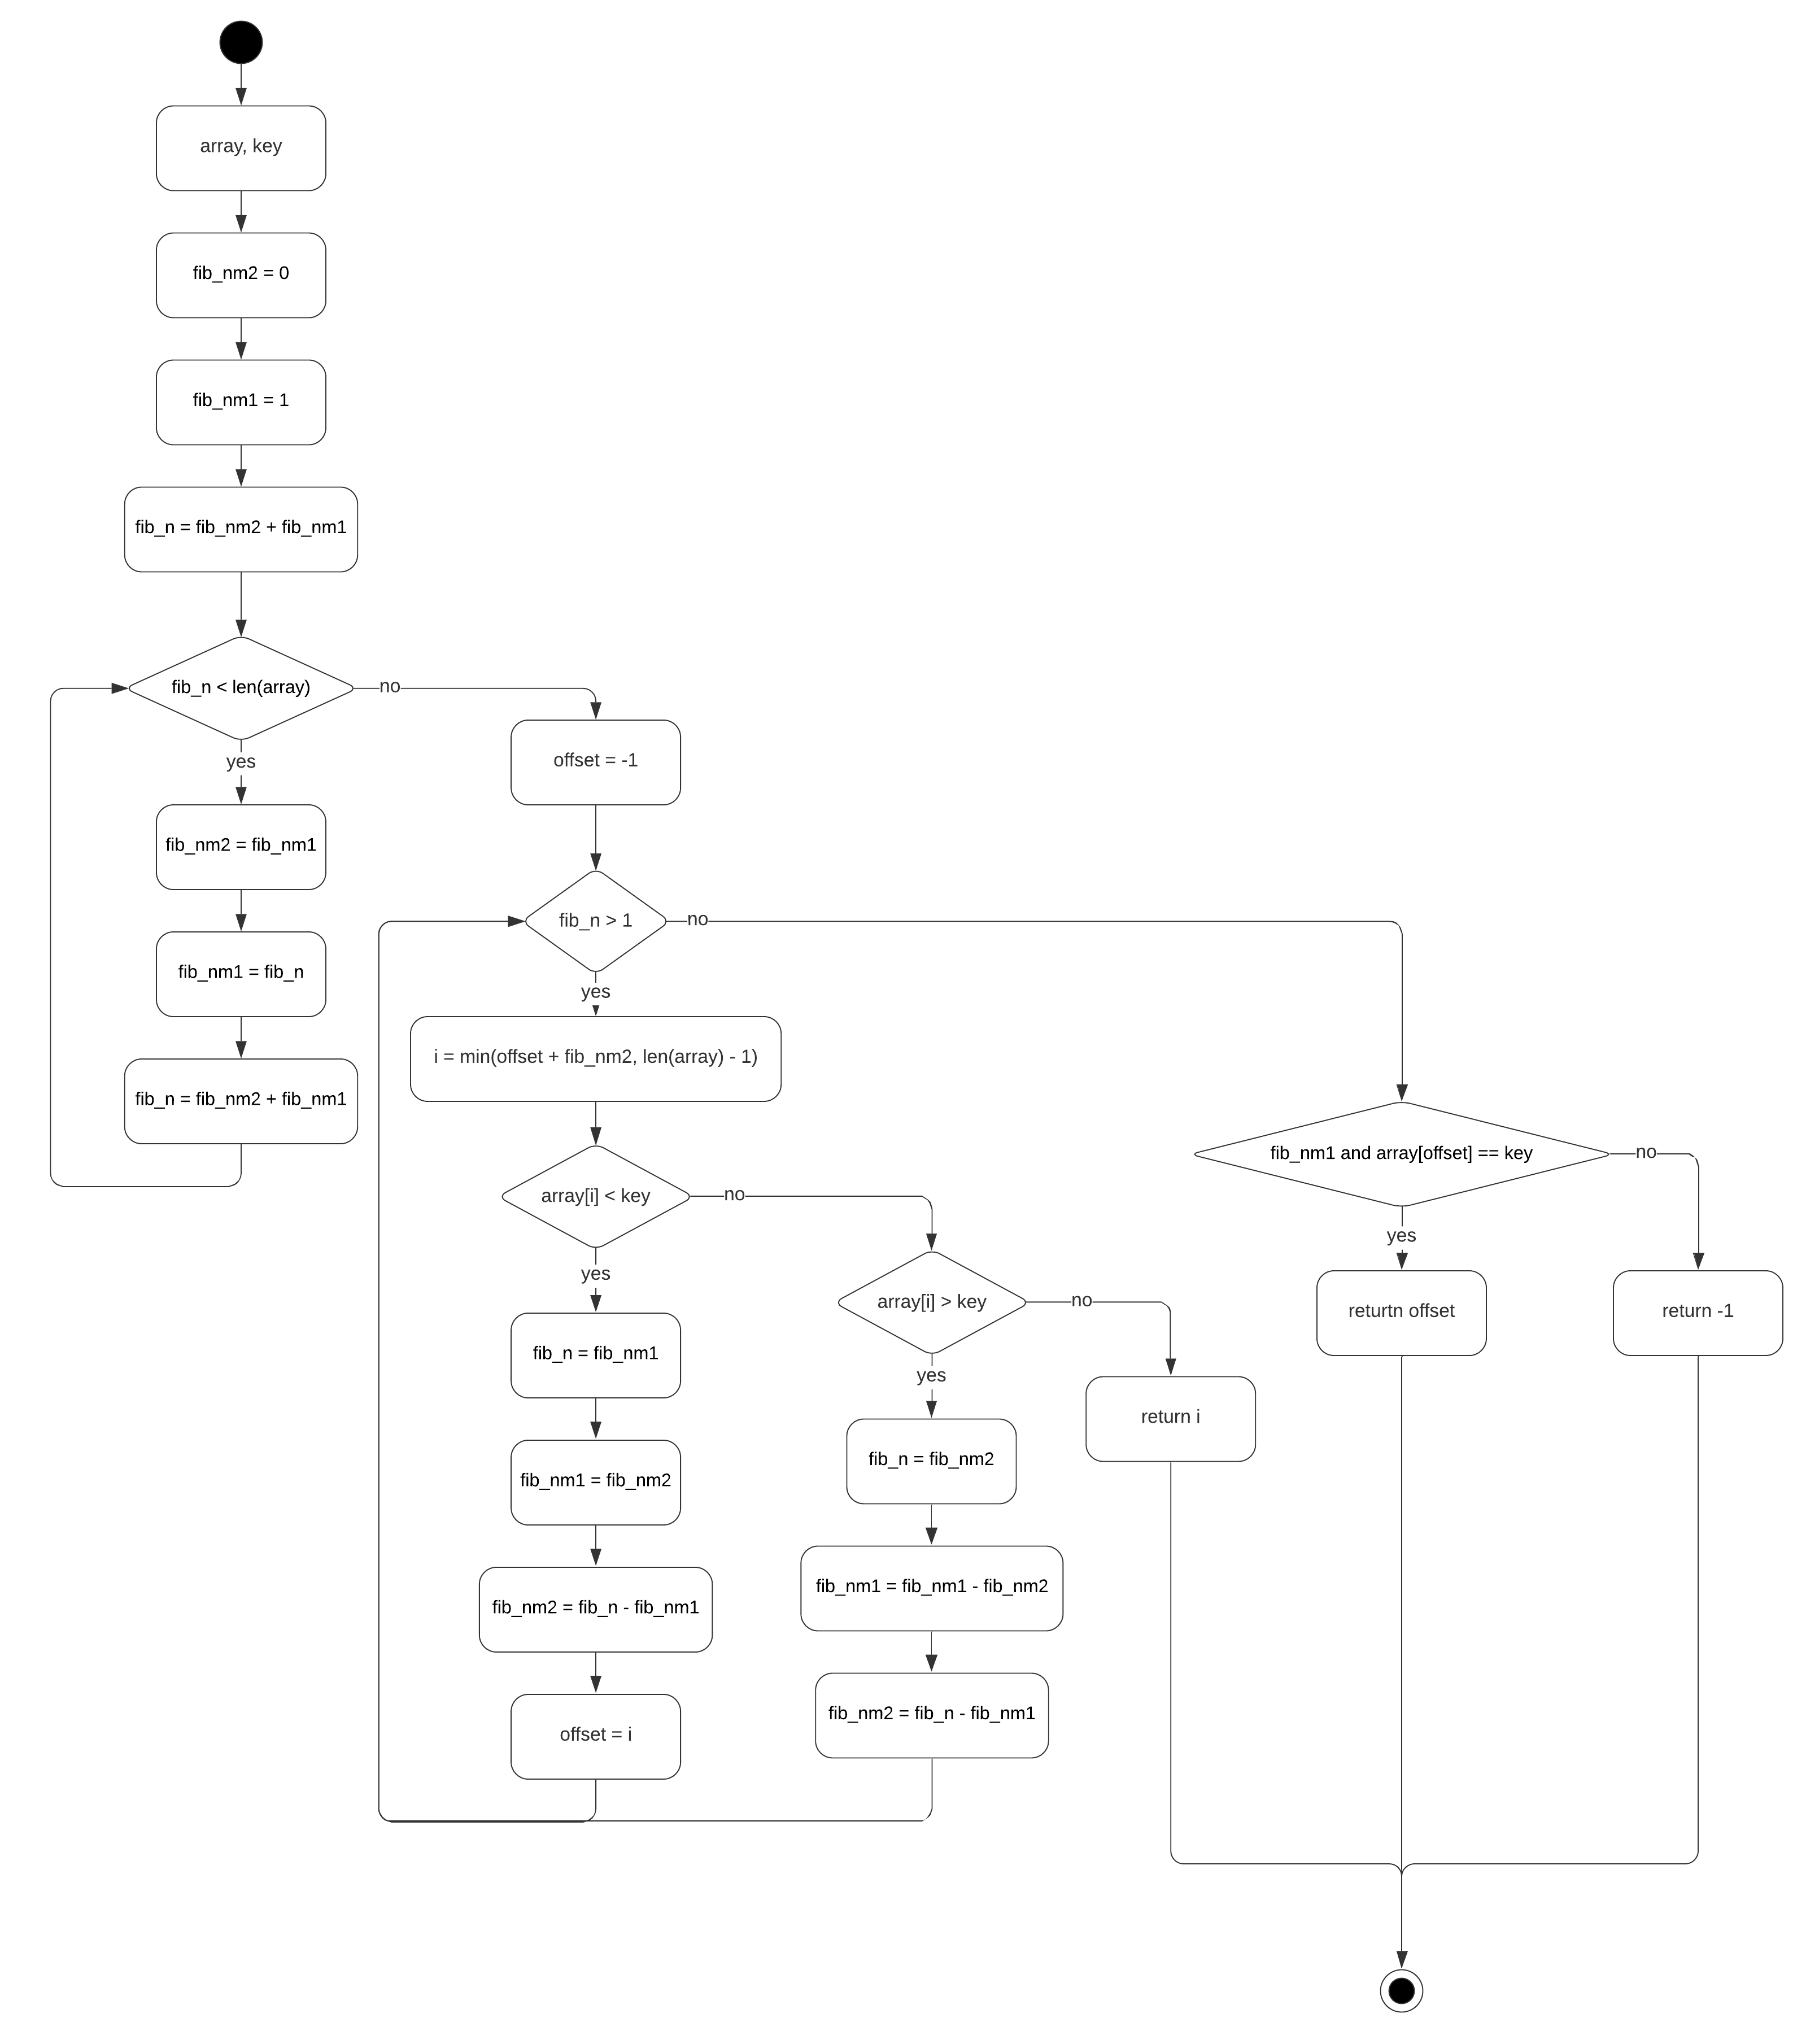 array, key
fib_nm2 = 0
fib_nm1 = 1
fib_n = fib_nm2 + fib_nm1
fib_n < len(array)
no
yes
fib_nm2 = fib_nm1
fib_nm1 = fib_n
fib_n = fib_nm2 + fib_nm1
offset = -1
fib_n > 1
no
yes
i = min(offset + fib_nm2, len(array) - 1)
array[i] < key
no
yes
fib_n = fib_nm1
fib_nm1 = fib_nm2
fib_nm2 = fib_n - fib_nm1
offset = i
array[i] > key
no
yes
fib_n = fib_nm2
fib_nm1 = fib_nm1 - fib_nm2
fib_nm2 = fib_n - fib_nm1
return i
fib_nm1 and array[offset] == key
no
yes
returtn offset
return -1